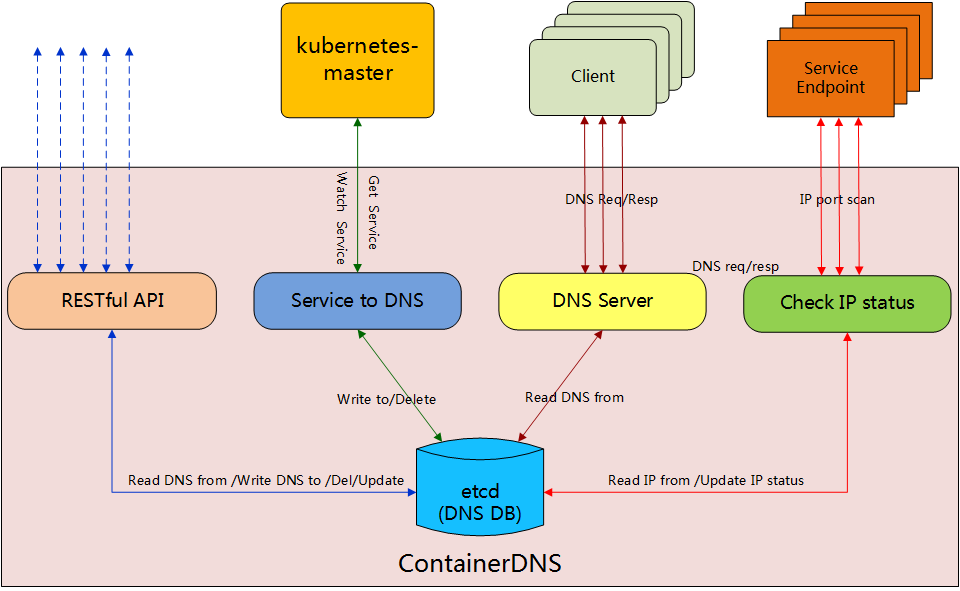 kubernetes-
master
Client
Service
Endpoint
Watch Service
Get Service
DNS Req/Resp
IP port scan
DNS req/resp
RESTful API
Service to DNS
DNS Server
Check IP status
Write to/Delete
Read DNS from
Read DNS from /Write DNS to /Del/Update
etcd
(DNS DB)
Read IP from /Update IP status
ContainerDNS